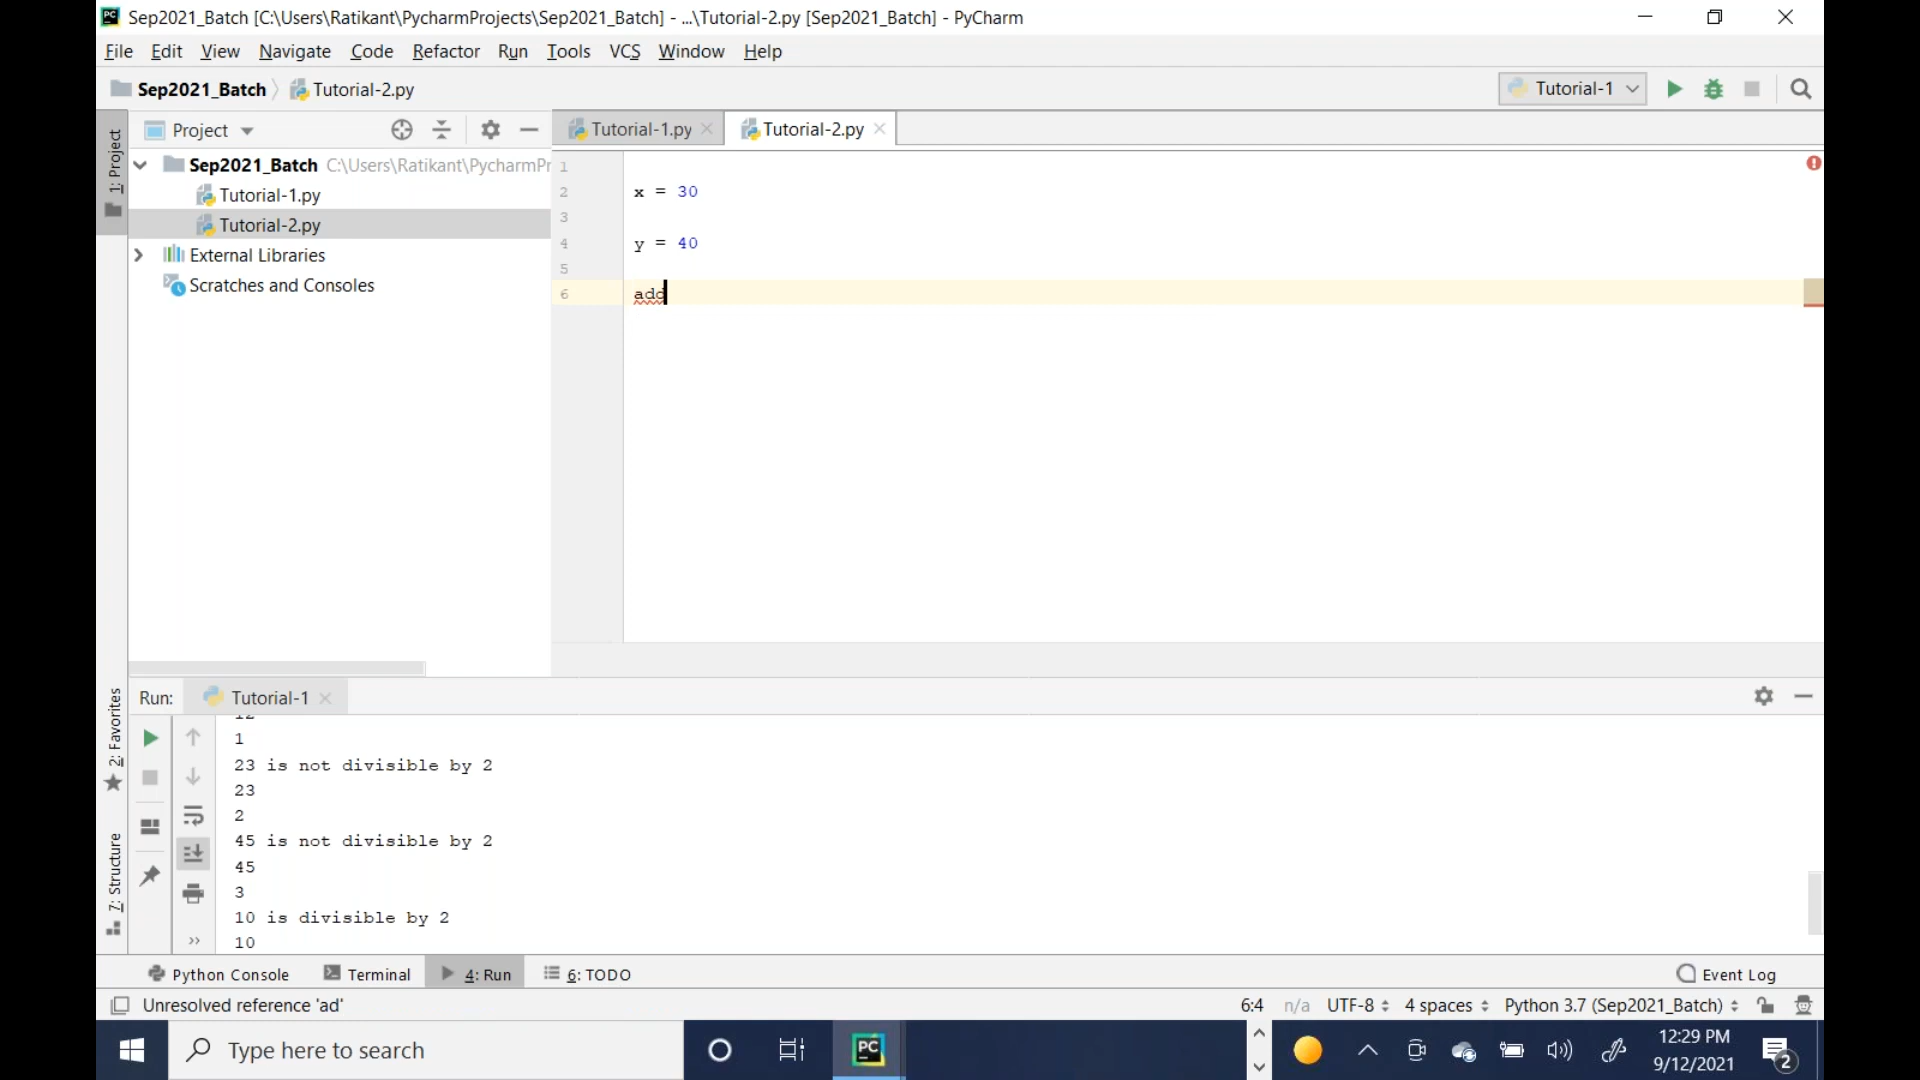 Sep2021_Batch [C:\Users\Ratikant\PycharmProjects\Sep2021_Batch] - ...\Tutorial-2.py [Sep2021_Batch] - PyCharm
File Edit View Navigate Code Refactor Run Tools VCS Window Help
Sep2021_Batch Tutorial-2.py Tutorial-1
Project Tutorial-1.py Tutorial-2.py
1: Project
Sep2021_Batch C:\Users\Ratikant\PycharmPr
Tutorial-1.py
Tutorial-2.py
External Libraries
Scratches and Consoles
1
2 x = 30
3
4 y = 40
5
6 add
2: Favorites
7: Structure
Run: Tutorial-1
1
23 is not divisible by 2
23
2
45 is not divisible by 2
45
3
10 is divisible by 2
10
Python Console Terminal 4: Run 6: TODO Event Log
Unresolved reference 'ad' 6:4 n/a UTF-8 4 spaces Python 3.7 (Sep2021_Batch)
Type here to search
12:29 PM
9/12/2021
2